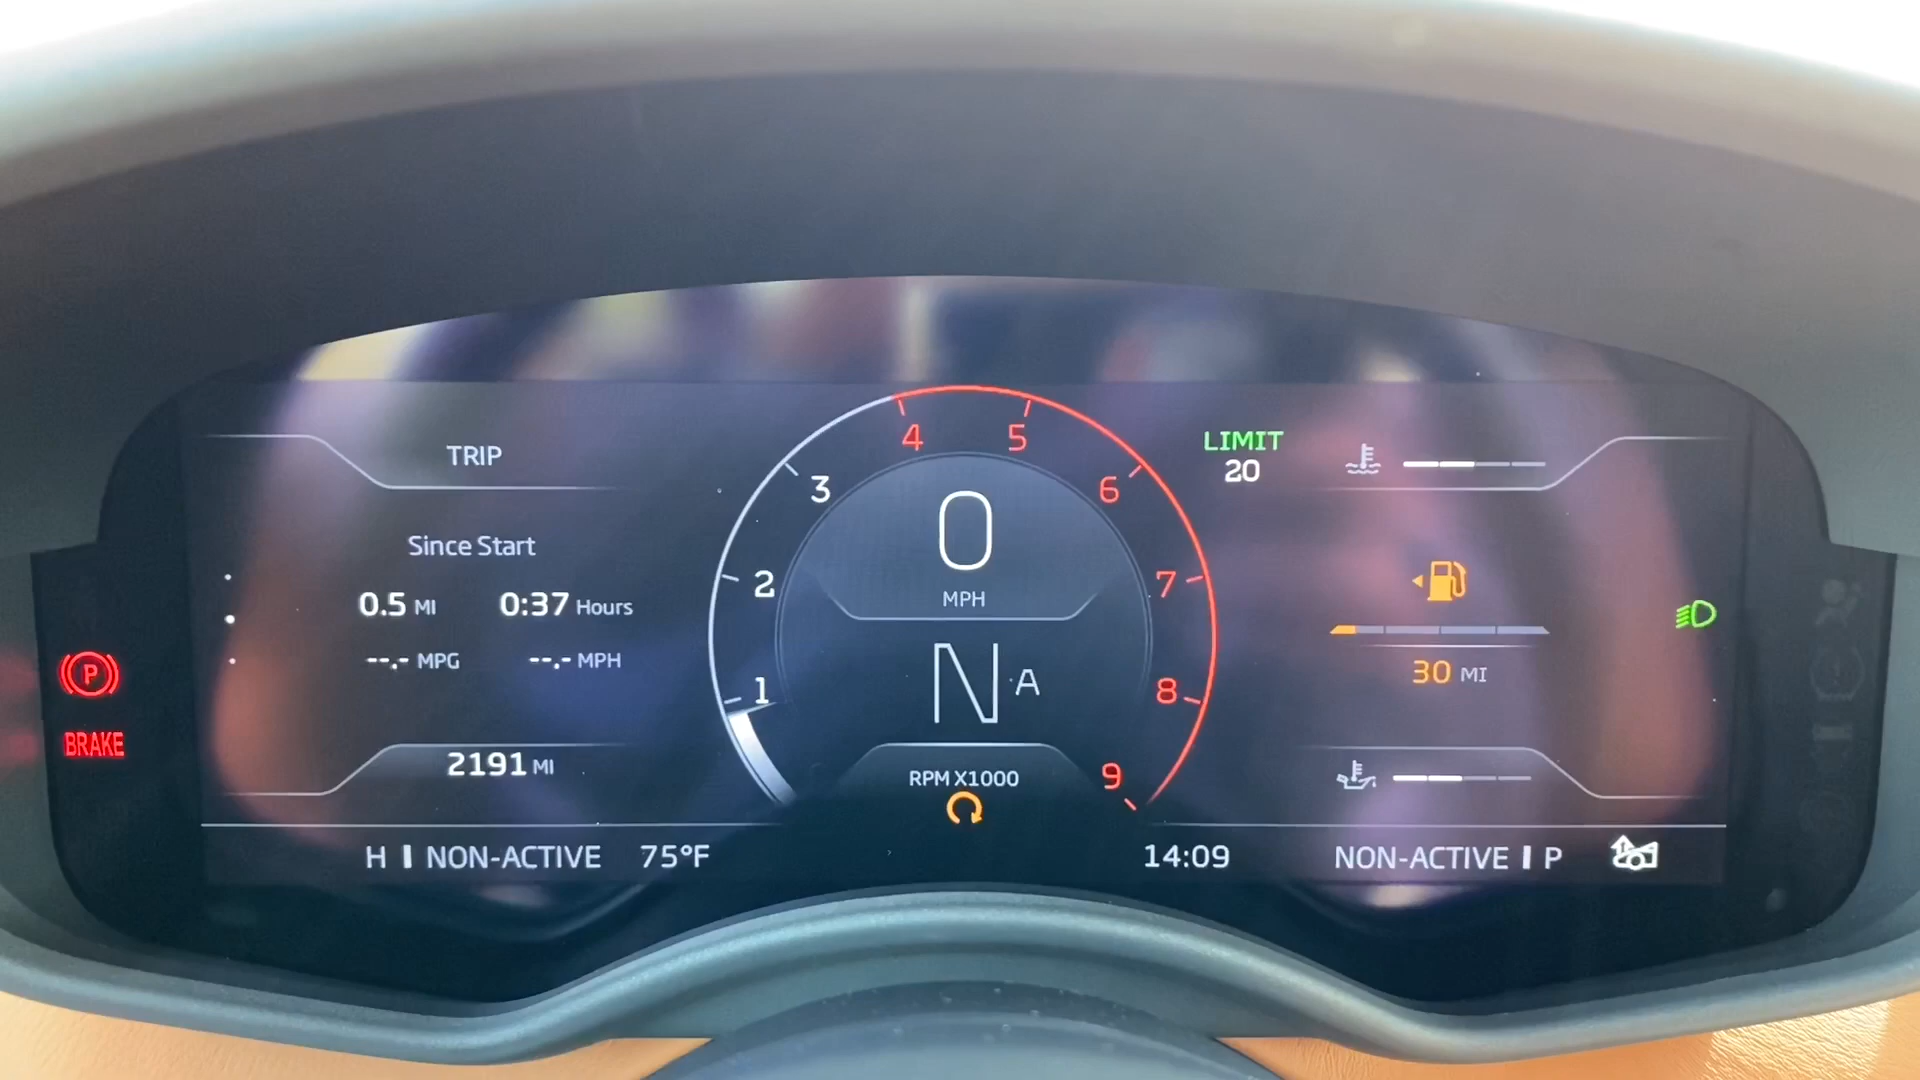 TRIP
Since Start
0.5 MI 0:37 Hours
--.- MPG --.- MPH
2191 MI
H NON-ACTIVE 75°F
1
2
3
4
5
6
7
8
9
0
MPH
N A
RPM X1000
LIMIT
20
30 MI
14:09 NON-ACTIVE P
P
BRAKE